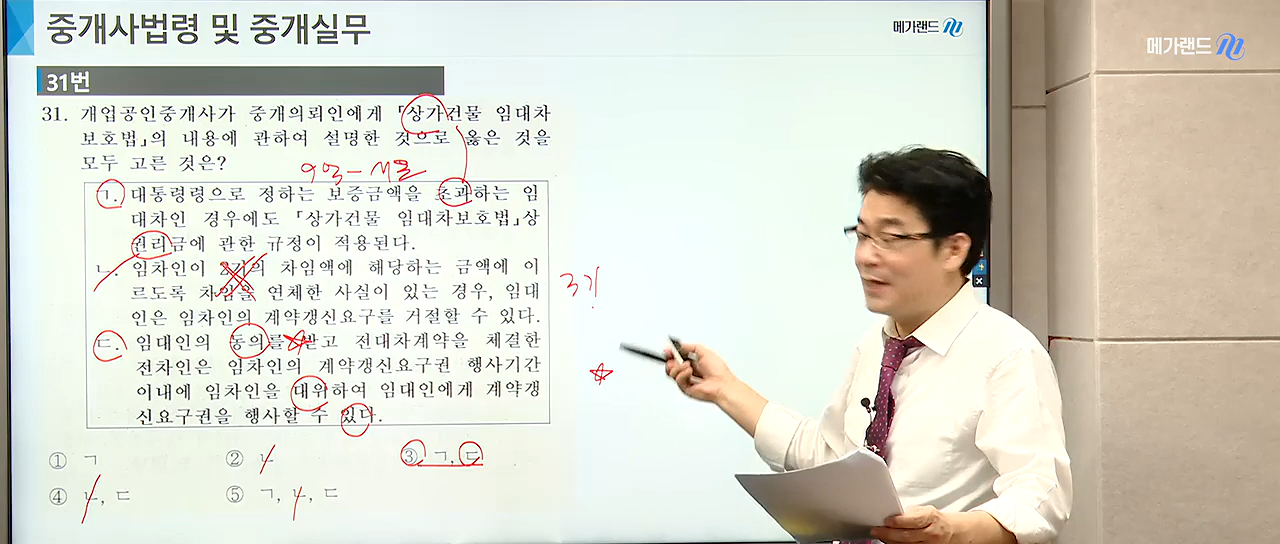 중개사법령 및 중개실무
메가랜드
메가랜드
31번
31. 개업공인중개사가 중개의뢰인에게 「상가건물 임대차
보호법」의 내용에 관하여 설명한 것으로 옳은 것을
모두 고른 것은?
9억-서울
ㄱ. 대통령령으로 정하는 보증금액을 초과하는 임
대차인 경우에도 「상가건물 임대차보호법」상
권리금에 관한 규정이 적용된다.
ㄴ. 임차인이 2기의 차임액에 해당하는 금액에 이
르도록 차임을 연체한 사실이 있는 경우, 임대
인은 임차인의 계약갱신요구를 거절할 수 있다.
3기
ㄷ. 임대인의 동의를 받고 전대차계약을 체결한
전차인은 임차인의 계약갱신요구권 행사기간
이내에 임차인을 대위하여 임대인에게 계약갱
신요구권을 행사할 수 있다.
① ㄱ ② ㄴ ③ ㄱ, ㄷ
④ ㄴ, ㄷ ⑤ ㄱ, ㄴ, ㄷ